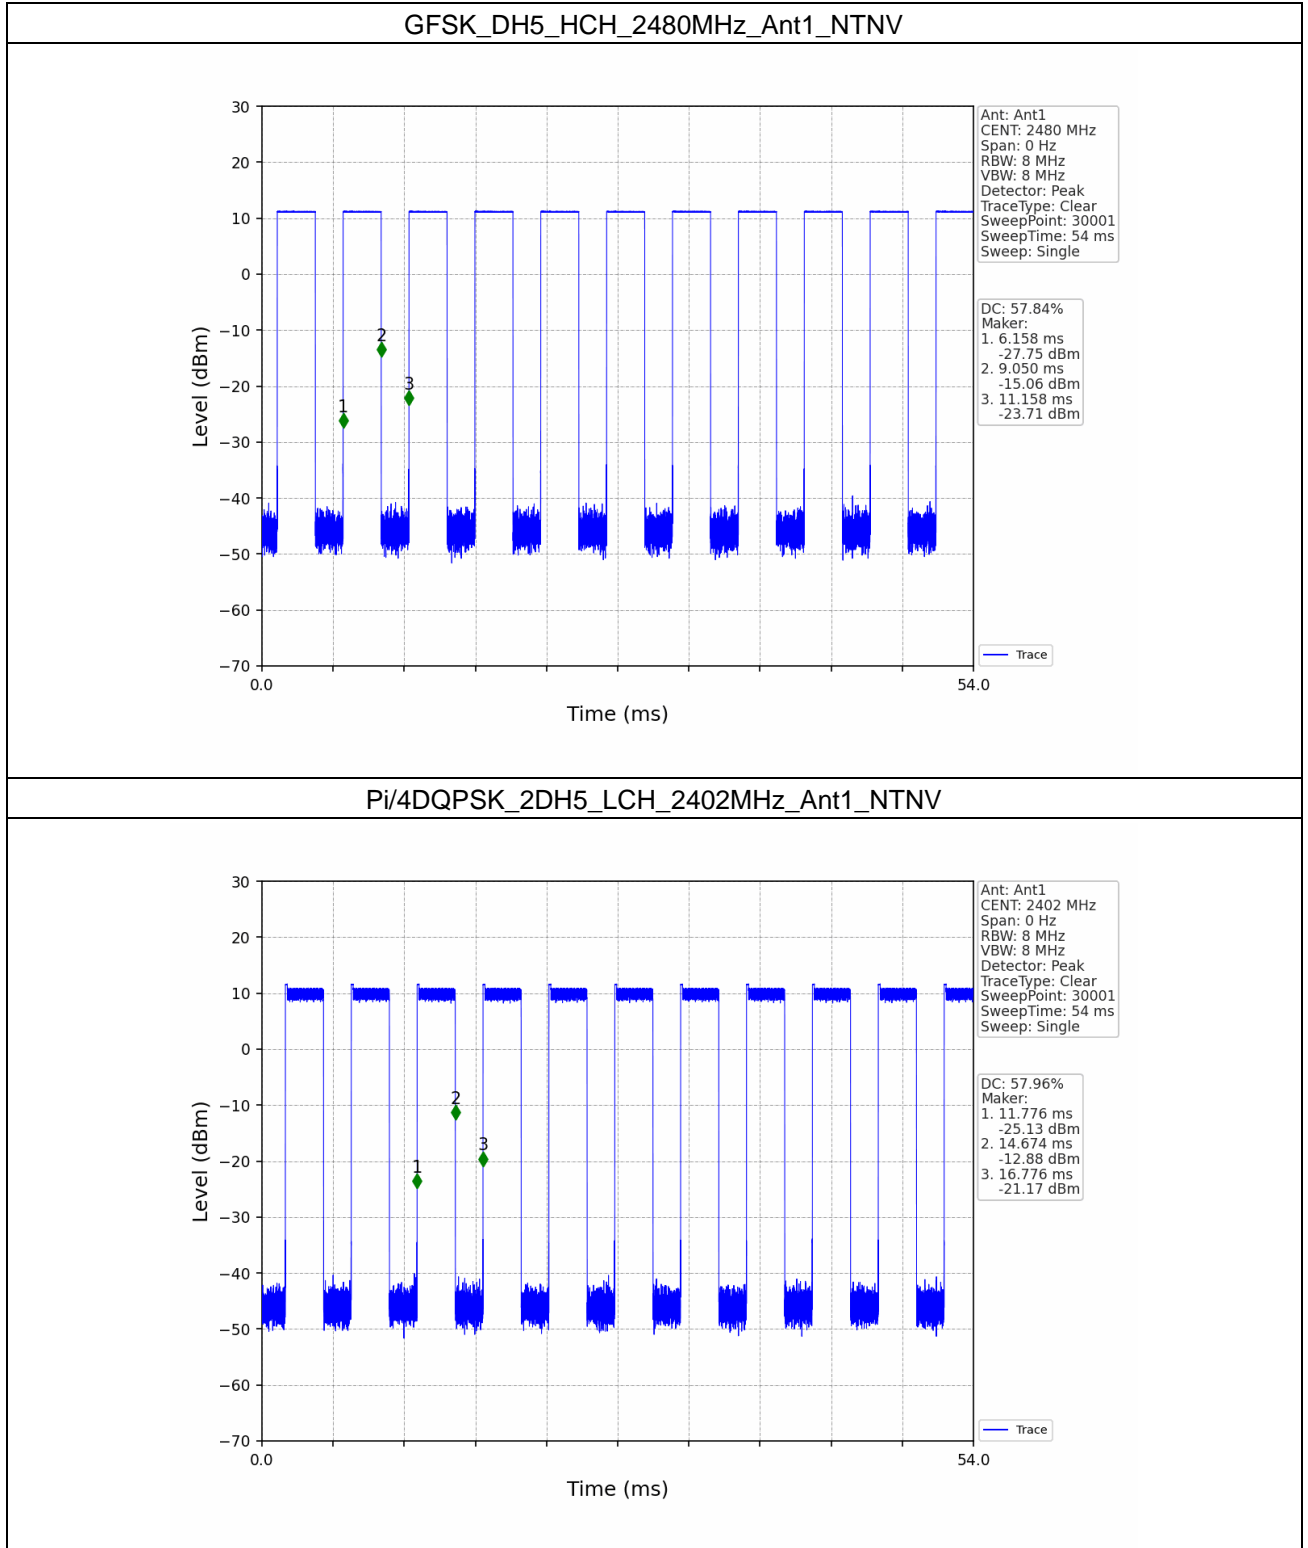 GFSK_DH5_HCH_2480MHz_Ant1_NTNV
30
20
10
0
−10
−20
−30
−40
−50
−60
−70
Level (dBm)
1
2
3
0.0
54.0
Time (ms)
Ant: Ant1
CENT: 2480 MHz
Span: 0 Hz
RBW: 8 MHz
VBW: 8 MHz
Detector: Peak
TraceType: Clear
SweepPoint: 30001
SweepTime: 54 ms
Sweep: Single
DC: 57.84%
Maker:
1. 6.158 ms
-27.75 dBm
2. 9.050 ms
-15.06 dBm
3. 11.158 ms
-23.71 dBm
Trace
Pi/4DQPSK_2DH5_LCH_2402MHz_Ant1_NTNV
30
20
10
0
−10
−20
−30
−40
−50
−60
−70
Level (dBm)
1
2
3
0.0
54.0
Time (ms)
Ant: Ant1
CENT: 2402 MHz
Span: 0 Hz
RBW: 8 MHz
VBW: 8 MHz
Detector: Peak
TraceType: Clear
SweepPoint: 30001
SweepTime: 54 ms
Sweep: Single
DC: 57.96%
Maker:
1. 11.776 ms
-25.13 dBm
2. 14.674 ms
-12.88 dBm
3. 16.776 ms
-21.17 dBm
Trace